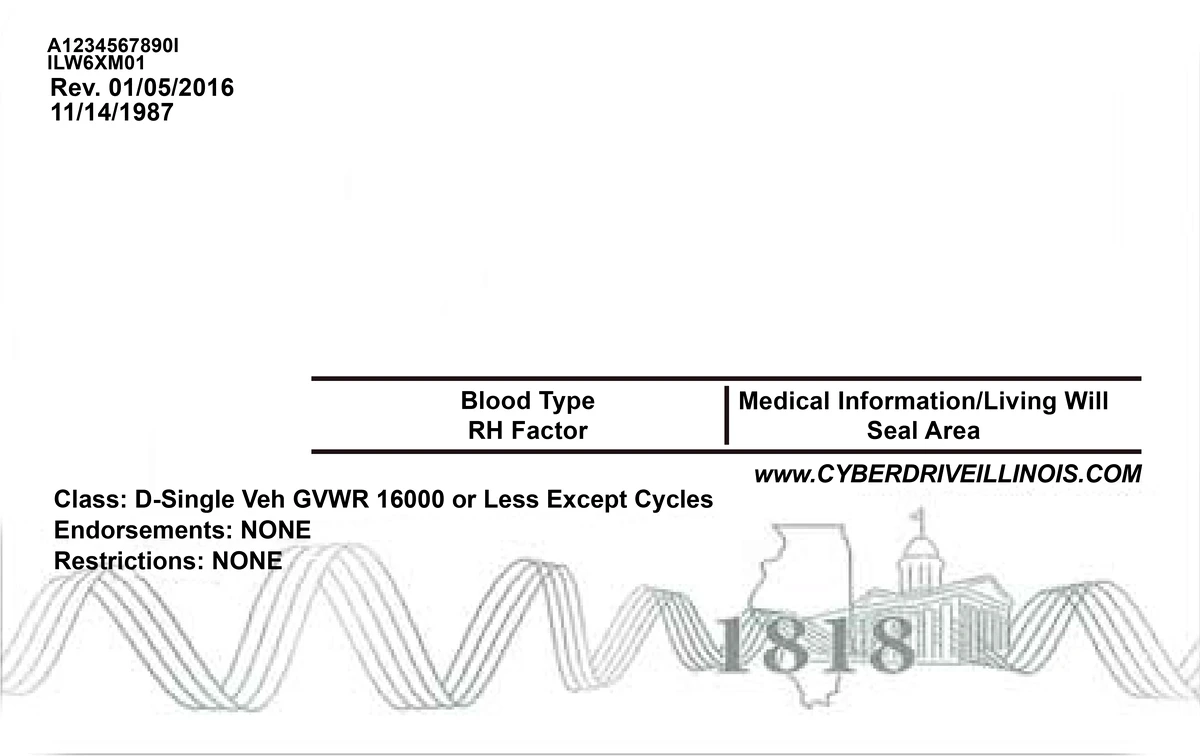 A1234567890I
ILW6XM01
Rev. 01/05/2016
11/14/1987
Blood Type
RH Factor
Medical Information/Living Will
Seal Area
www.CYBERDRIVEILLINOIS.COM
Class: D-Single Veh GVWR 16000 or Less Except Cycles
Endorsements: NONE
Restrictions: NONE
1818